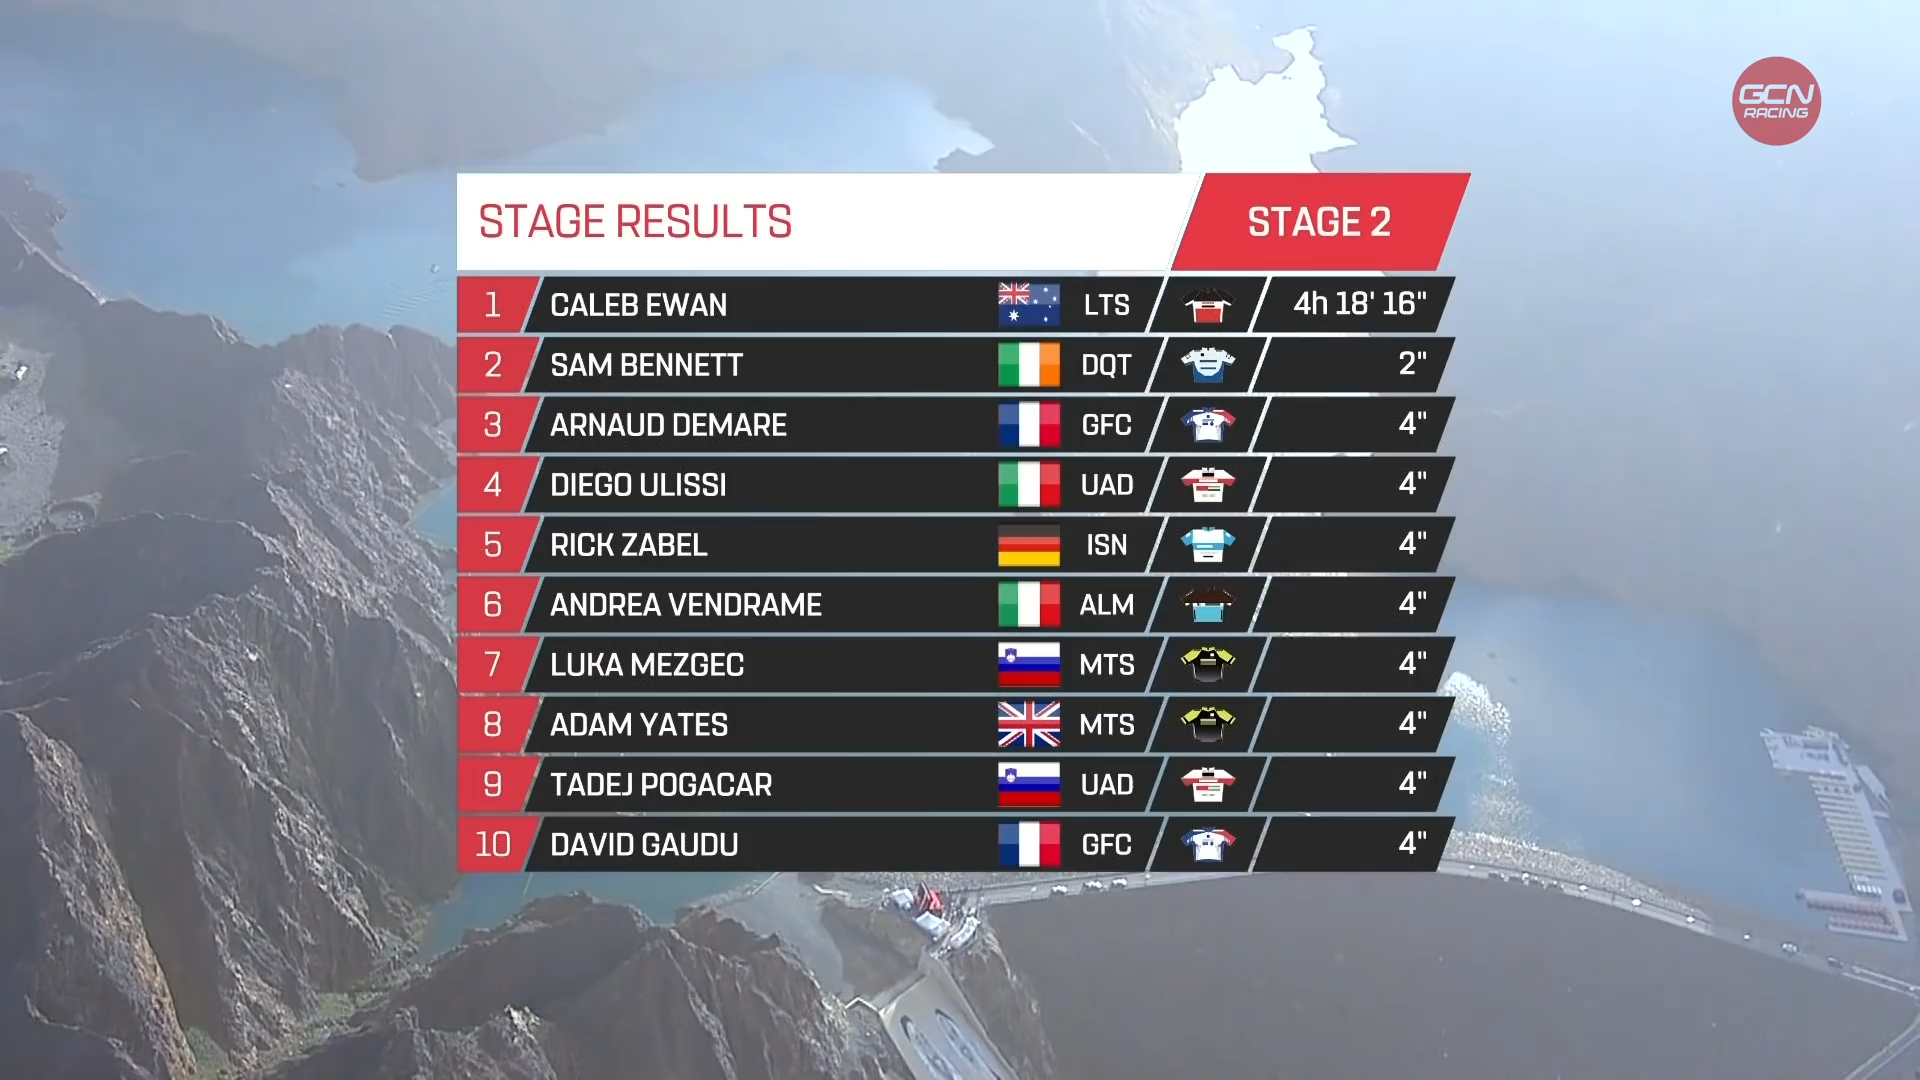 GCN
RACING
STAGE RESULTS STAGE 2
1 CALEB EWAN LTS 4h 18' 16"
2 SAM BENNETT DQT 2"
3 ARNAUD DEMARE GFC 4"
4 DIEGO ULISSI UAD 4"
5 RICK ZABEL ISN 4"
6 ANDREA VENDRAME ALM 4"
7 LUKA MEZGEC MTS 4"
8 ADAM YATES MTS 4"
9 TADEJ POGACAR UAD 4"
10 DAVID GAUDU GFC 4"